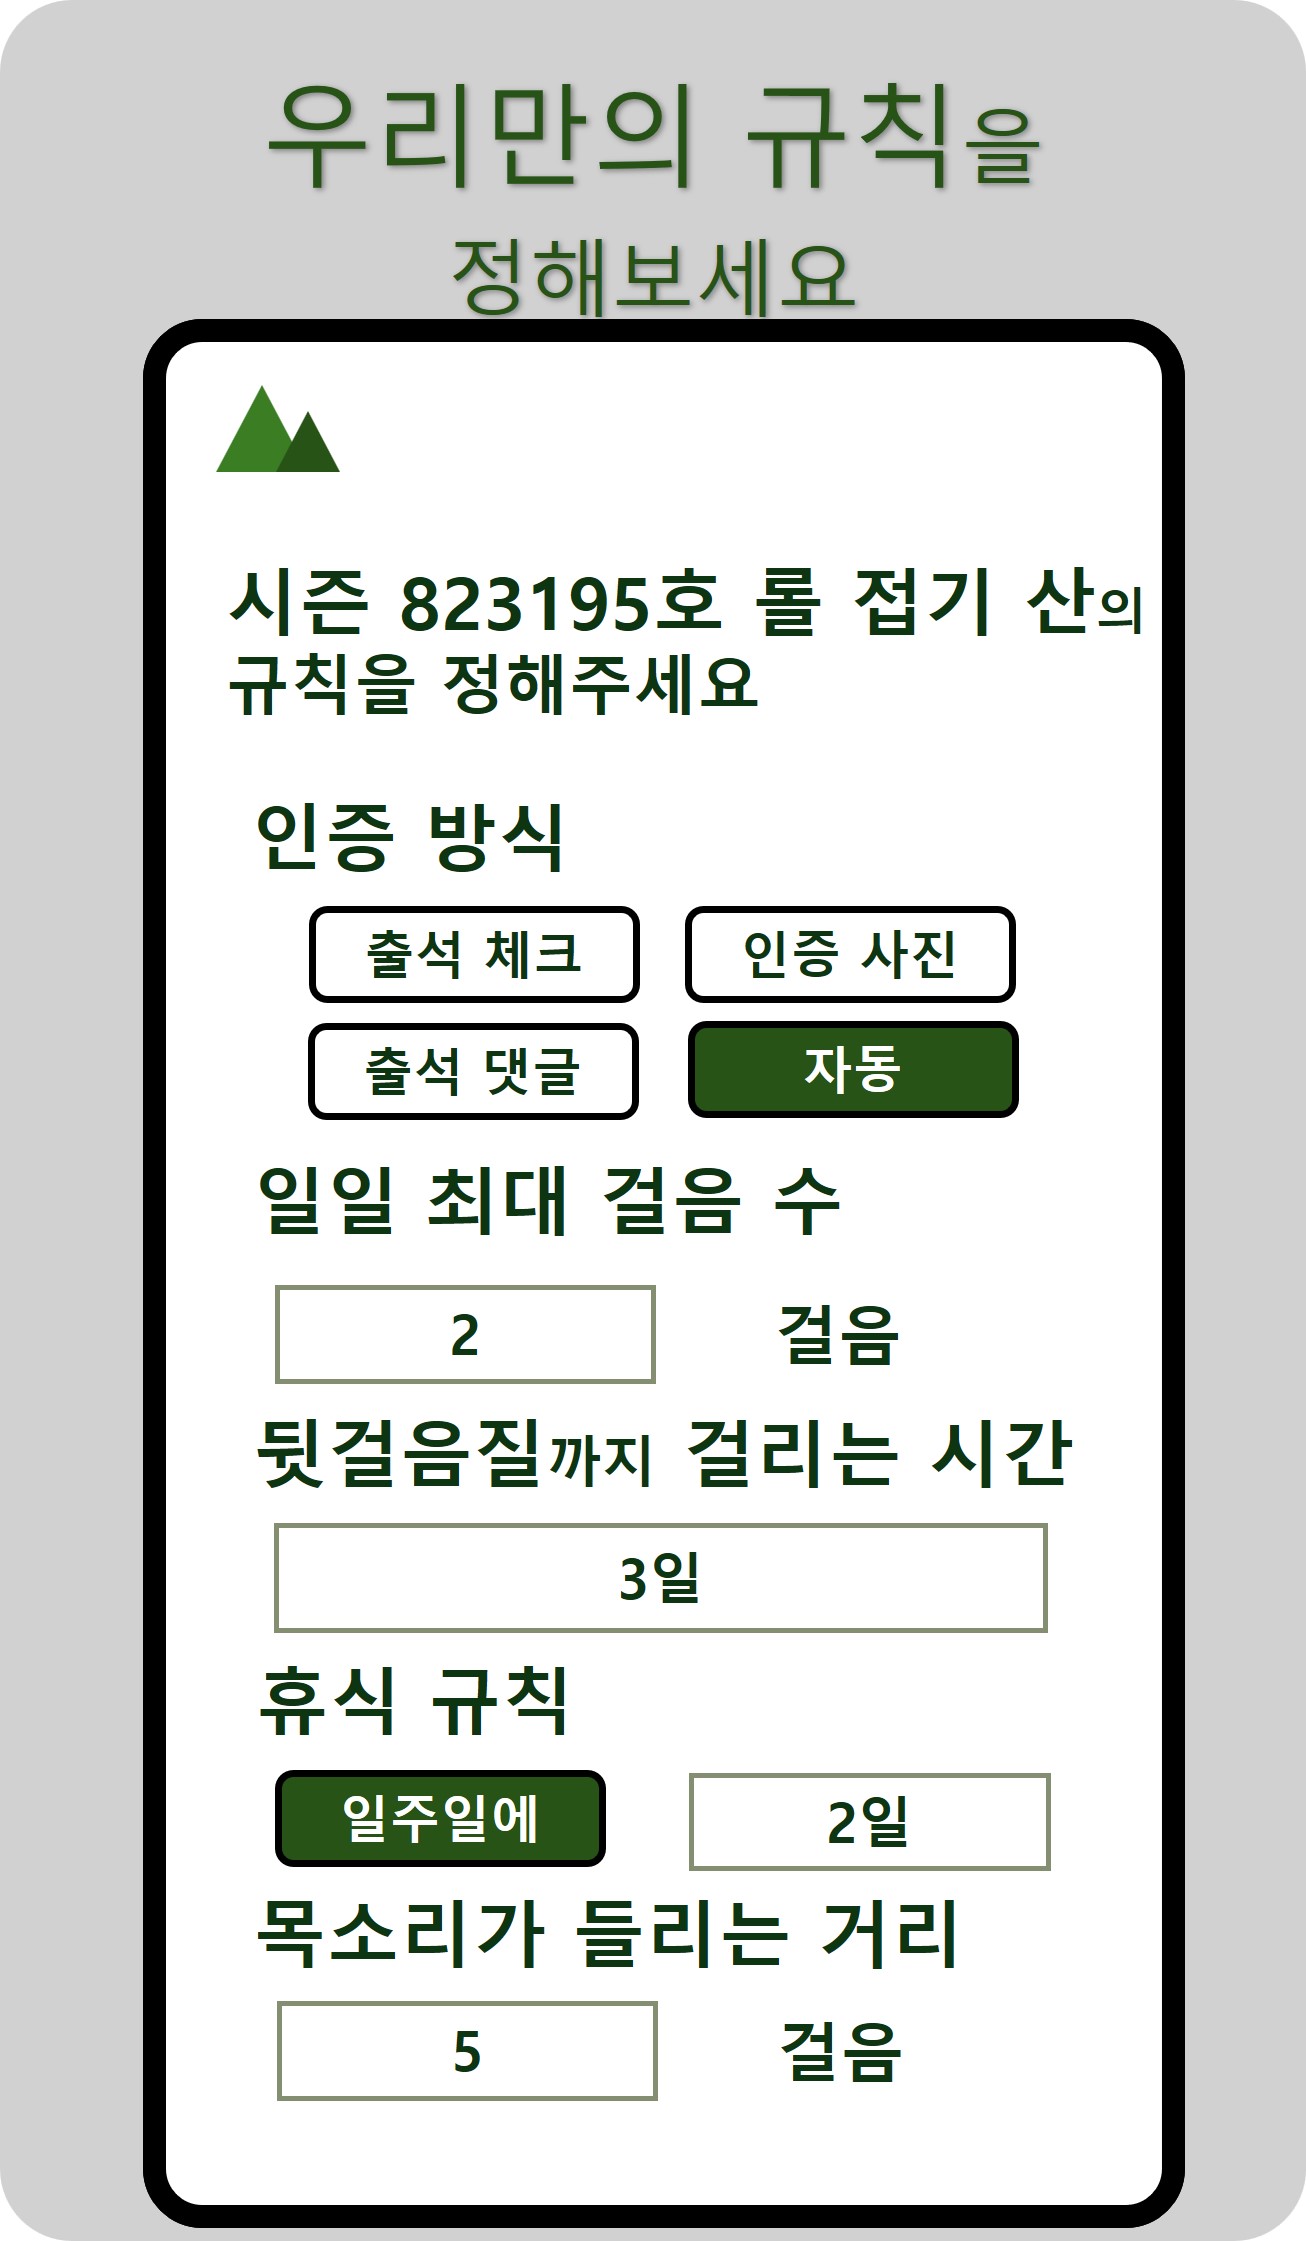 우리만의 규칙을
정해보세요
시즌 823195호 롤 접기 산의
규칙을 정해주세요
인증 방식
출석 체크 인증 사진
출석 댓글 자동
일일 최대 걸음 수
2 걸음
뒷걸음질까지 걸리는 시간
3일
휴식 규칙
일주일에 2일
목소리가 들리는 거리
5 걸음